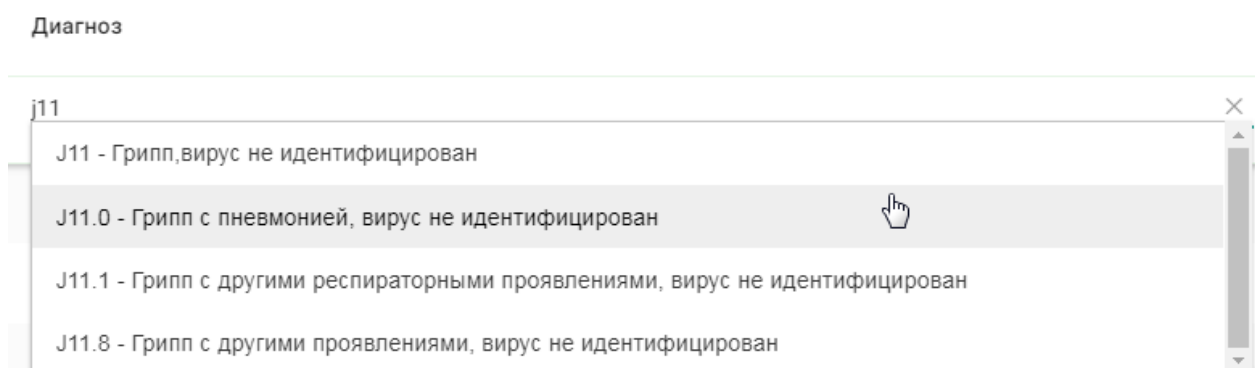 Диагноз
j11
J11 - Грипп,вирус не идентифицирован
J11.0 - Грипп с пневмонией, вирус не идентифицирован
J11.1 - Грипп с другими респираторными проявлениями, вирус не идентифицирован
J11.8 - Грипп с другими проявлениями, вирус не идентифицирован